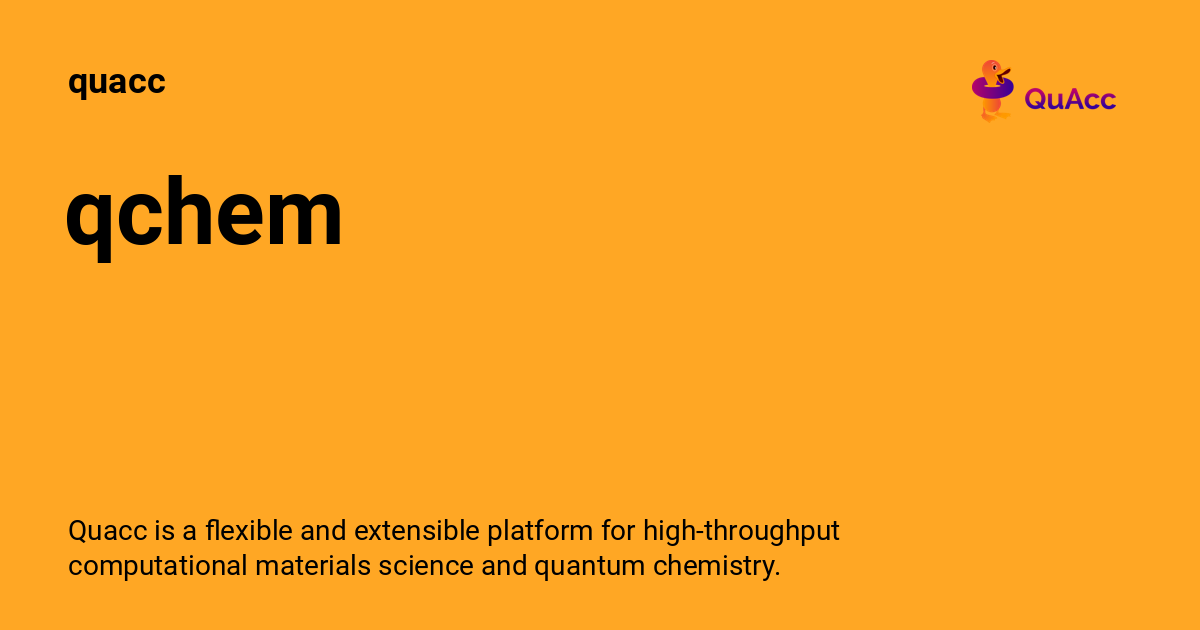 quacc
QuAcc
qchem
Quacc is a flexible and extensible platform for high-throughput
computational materials science and quantum chemistry.